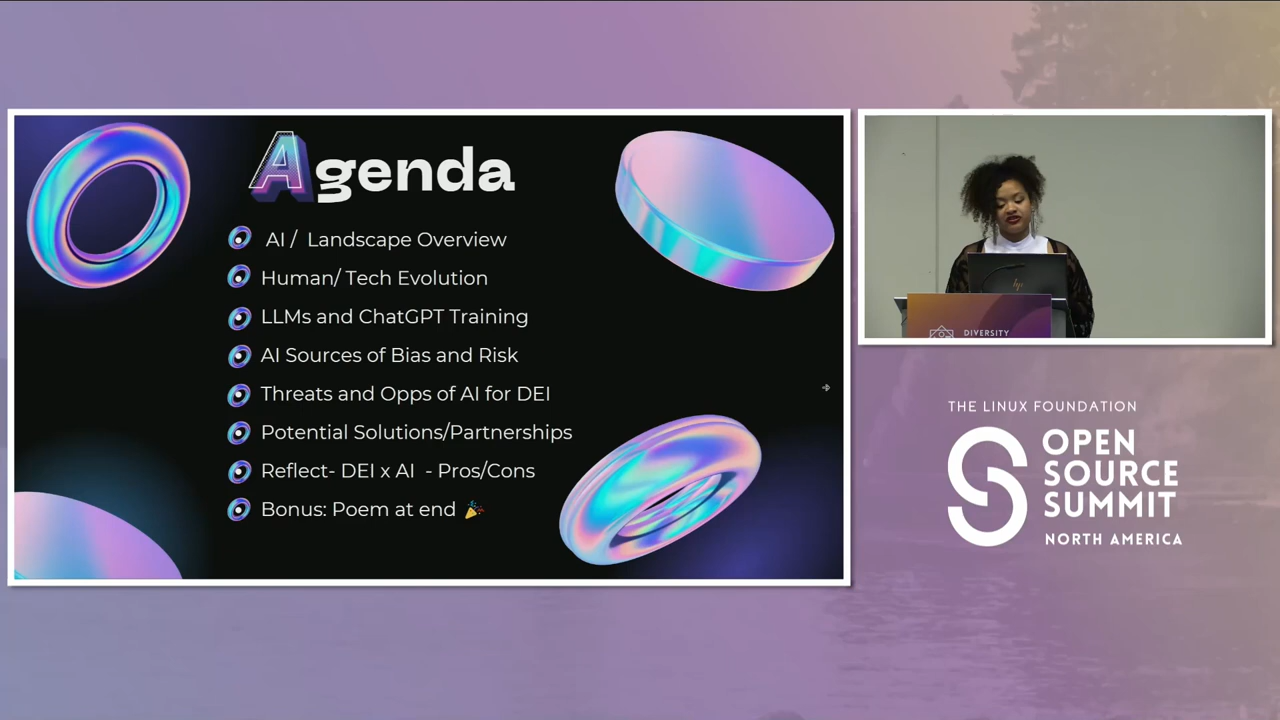 Agenda
AI / Landscape Overview
Human/ Tech Evolution
LLMs and ChatGPT Training
AI Sources of Bias and Risk
Threats and Opps of AI for DEI
Potential Solutions/Partnerships
Reflect- DEI x AI - Pros/Cons
Bonus: Poem at end 🎉
hp
DIVERSITY
THE LINUX FOUNDATION
OPEN
SOURCE
SUMMIT
NORTH AMERICA